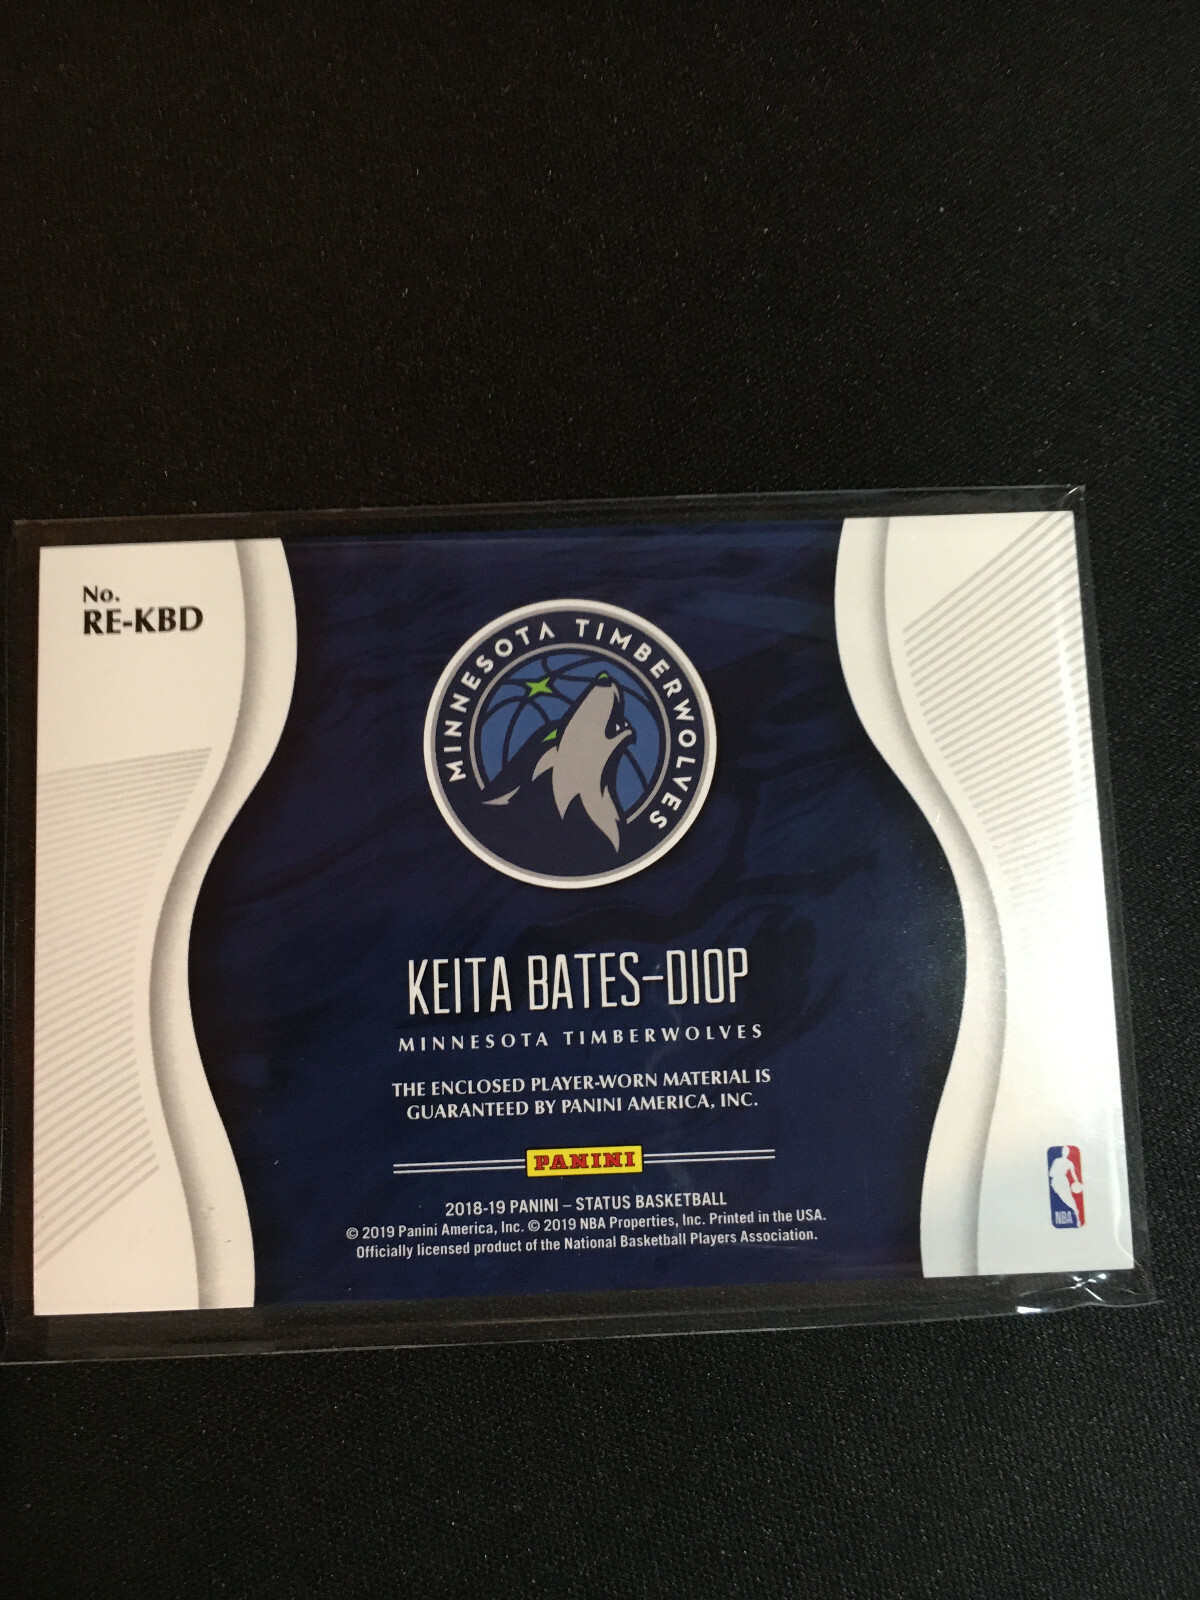 No.
RE-KBD
MINNESOTA TIMBERWOLVES
KEITA BATES-DIOP
MINNESOTA TIMBERWOLVES
THE ENCLOSED PLAYER-WORN MATERIAL IS
GUARANTEED BY PANINI AMERICA, INC.
PANINI
2018-19 PANINI – STATUS BASKETBALL
© 2019 Panini America, Inc. © 2019 NBA Properties, Inc. Printed in the USA.
Officially licensed product of the National Basketball Players Association.
NBA